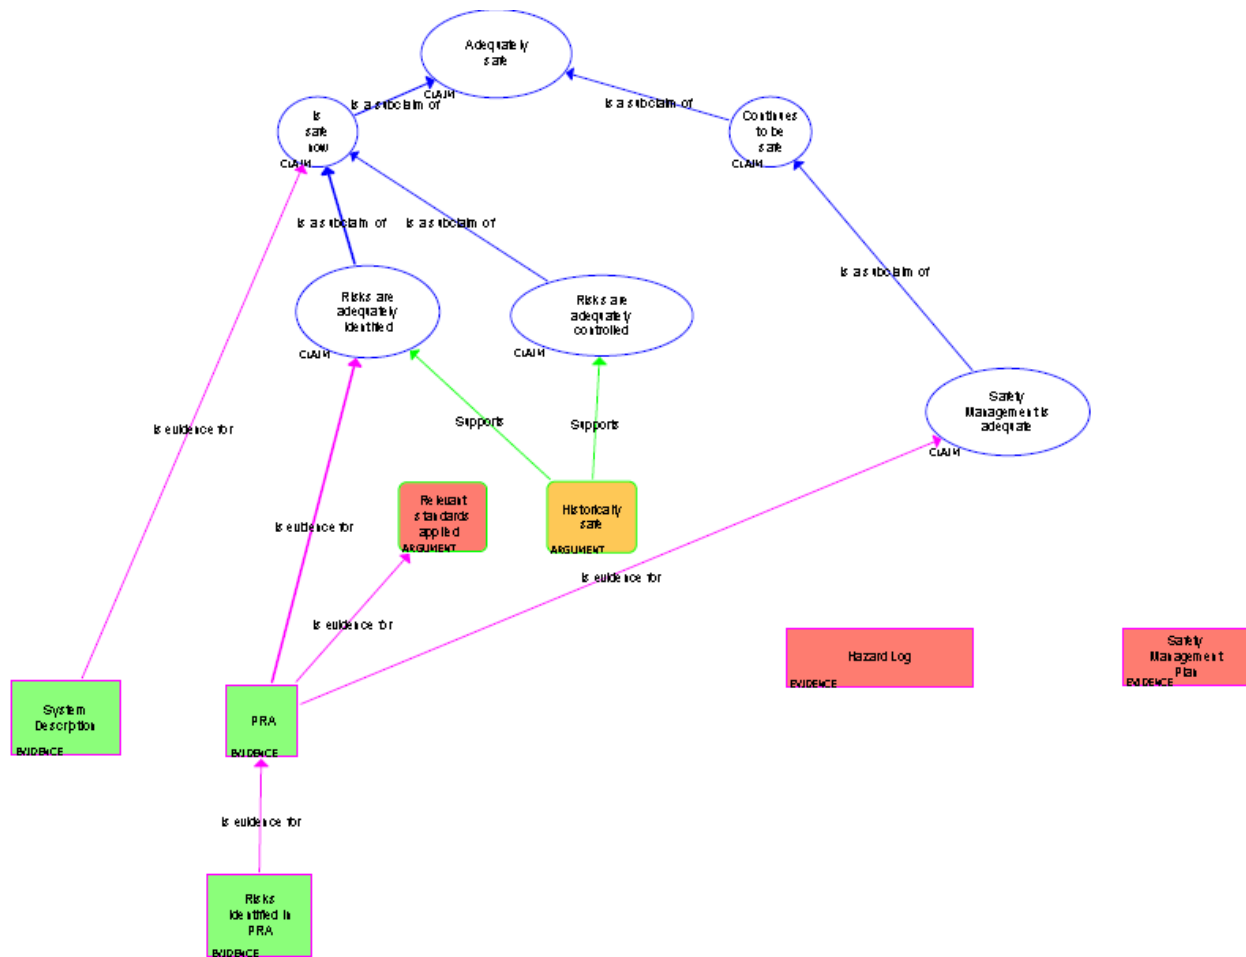 Adequately
safe
CLAIM
Is a subclaim of
Is a subclaim of
Is
safe
now
CLAIM
Continues
to be
safe
CLAIM
Is a subclaim of
Is a subclaim of
Is a subclaim of
Risks are
adequately
identified
CLAIM
Risks are
adequately
controlled
CLAIM
Safety
Management is
adequate
CLAIM
Is evidence for
Supports
Supports
Relevant
standards
applied
ARGUMENT
Historically
safe
ARGUMENT
Is evidence for
Is evidence for
Is evidence for
Hazard Log
EVIDENCE
Safety
Management
Plan
EVIDENCE
System
Description
EVIDENCE
PRA
EVIDENCE
Is evidence for
Risks
identified in
PRA
EVIDENCE